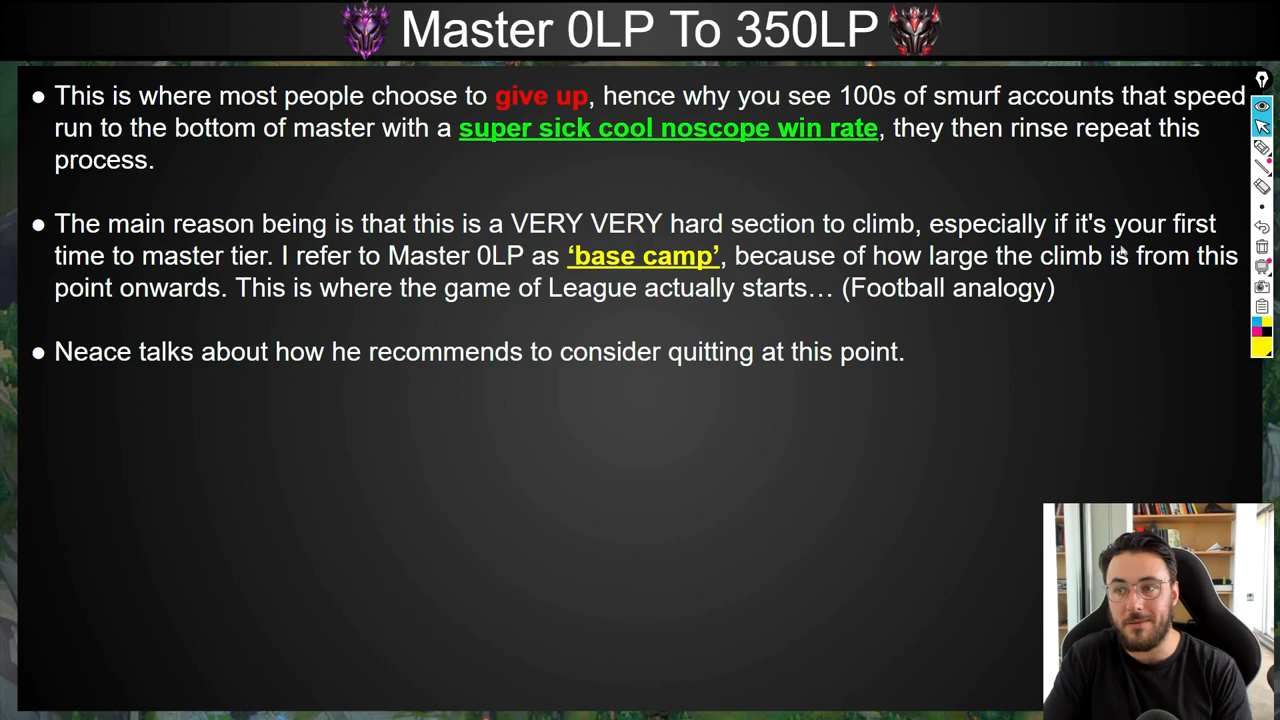 Master 0LP To 350LP
● This is where most people choose to give up, hence why you see 100s of smurf accounts that speed
run to the bottom of master with a super sick cool noscope win rate, they then rinse repeat this
process.
● The main reason being is that this is a VERY VERY hard section to climb, especially if it's your first
time to master tier. I refer to Master 0LP as ‘base camp’, because of how large the climb is from this
point onwards. This is where the game of League actually starts… (Football analogy)
● Neace talks about how he recommends to consider quitting at this point.